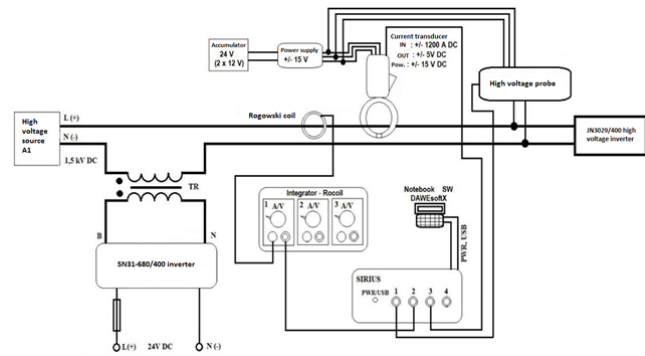 Accumulator
24 V
(2 x 12 V)
Power supply
+/- 15 V
Current transducer
IN : +/- 1200 A DC
OUT : +/- 5V DC
Pow. : +/- 15 V DC
High voltage probe
High
voltage
source
A1
L (+)
N (-)
1,5 kV DC
Rogowski coil
JN3029/400 high
voltage inverter
TR
B
N
SN31-680/400 inverter
L(+)
24V DC
N (-)
Integrator - Rocoil
1 A/V
2 A/V
3 A/V
Notebook SW
DAWEsoftX
PWR, USB
SIRIUS
PWR/USB
1 2 3 4